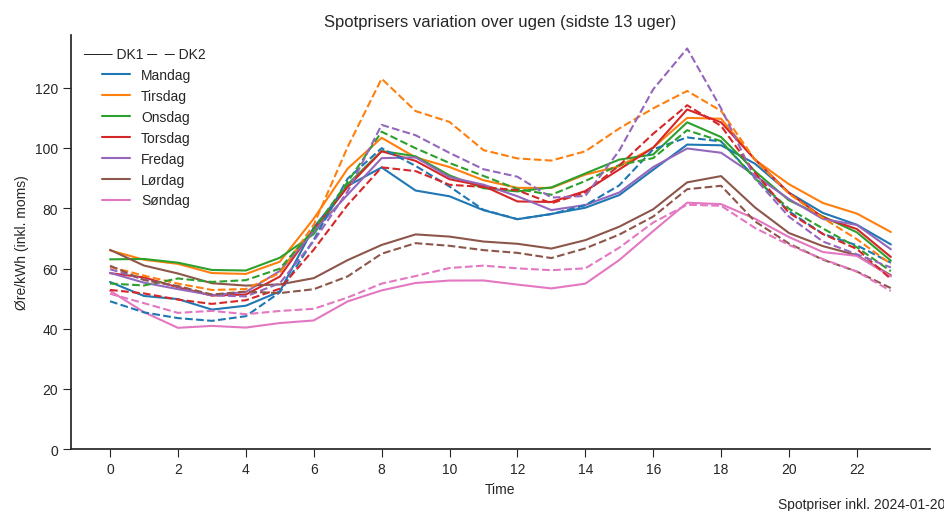 Spotprisers variation over ugen (sidste 13 uger)
DK1 DK2
Mandag
Tirsdag
Onsdag
Torsdag
Fredag
Lørdag
Søndag
Øre/kWh (inkl. moms)
120
100
80
60
40
20
0
0 2 4 6 8 10 12 14 16 18 20 22
Time
Spotpriser inkl. 2024-01-20